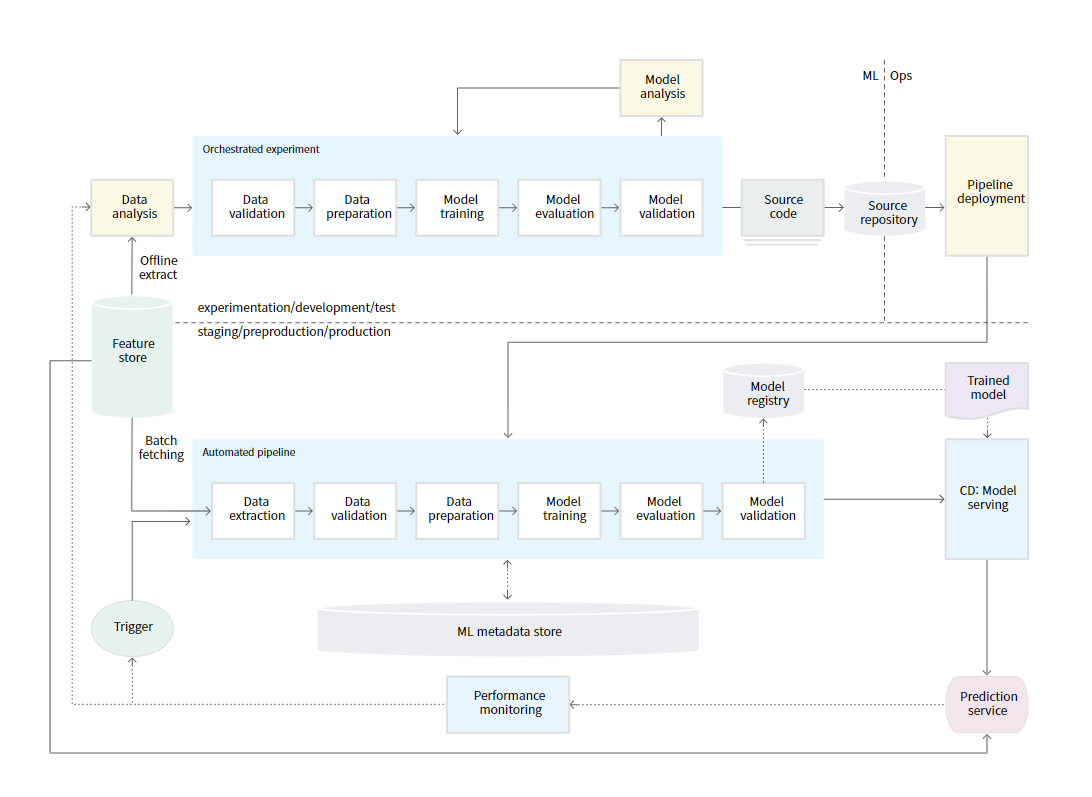 Model
analysis
ML
Ops
Orchestrated experiment
Data
analysis
Data
validation
Data
preparation
Model
training
Model
evaluation
Model
validation
Source
code
Source
repository
Pipeline
deployment
Offline
extract
experimentation/development/test
staging/preproduction/production
Feature
store
Model
registry
Trained
model
Batch
fetching
Automated pipeline
Data
extraction
Data
validation
Data
preparation
Model
training
Model
evaluation
Model
validation
CD: Model
serving
Trigger
ML metadata store
Performance
monitoring
Prediction
service